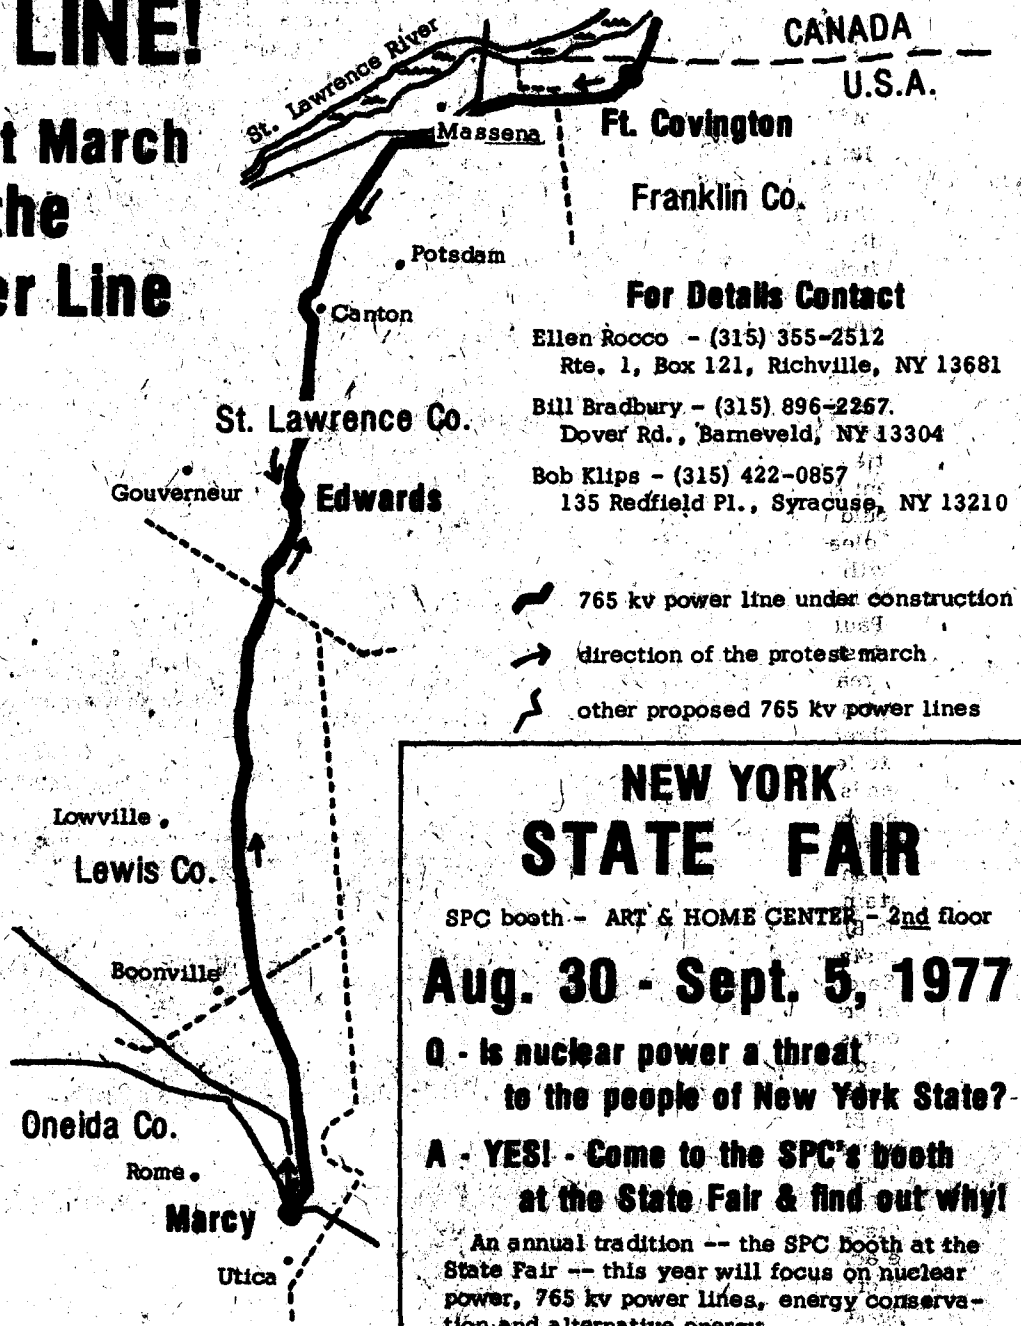 LINE!
t March
the
er Line
St. Lawrence River
CANADA
U.S.A.
Massena
Ft. Covington
Franklin Co.
Potsdam
Canton
For Details Contact
Ellen Rocco - (315) 355-2512
Rte. 1, Box 121, Richville, NY 13681
Bill Bradbury - (315) 896-2267.
Dover Rd., Barneveld, NY 13304
Bob Klips - (315) 422-0857
135 Redfield Pl., Syracuse, NY 13210
St. Lawrence Co.
Gouverneur
Edwards
765 kv power line under construction
direction of the protest march
other proposed 765 kv power lines
Lowville
Lewis Co.
Boonville
Oneida Co.
Rome
Marcy
Utica
NEW YORK
STATE FAIR
SPC booth - ART & HOME CENTER - 2nd floor
Aug. 30 - Sept. 5, 1977
Q - Is nuclear power a threat
to the people of New York State?
A - YES! - Come to the SPC's booth
at the State Fair & find out why!
An annual tradition -- the SPC booth at the
State Fair -- this year will focus on nuclear
power, 765 kv power lines, energy conserva-
tion and alternative energy